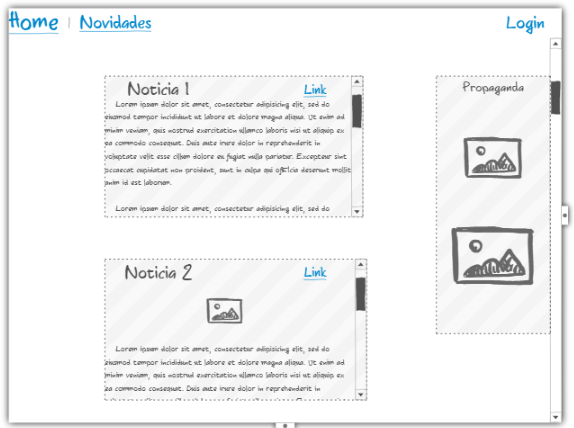 Home | Novidades
Login
Noticia 1
Link
Lorem ipsum dolor sit amet, consectetur adipisicing elit, sed do
eiusmod tempor incididunt ut labore et dolore magna aliqua. Ut enim ad
minim veniam, quis nostrud exercitation ullamco laboris nisi ut aliquip ex
ea commodo consequat. Duis aute irure dolor in reprehenderit in
voluptate velit esse cillum dolore eu fugiat nulla pariatur. Excepteur sint
occaecat cupidatat non proident, sunt in culpa qui officia deserunt mollit
anim id est laborum.
Lorem ipsum dolor sit amet, consectetur adipisicing elit, sed do
Propaganda
Noticia 2
Link
Lorem ipsum dolor sit amet, consectetur adipisicing elit, sed do
eiusmod tempor incididunt ut labore et dolore magna aliqua. Ut enim ad
minim veniam, quis nostrud exercitation ullamco laboris nisi ut aliquip ex
ea commodo consequat. Duis aute irure dolor in reprehenderit in